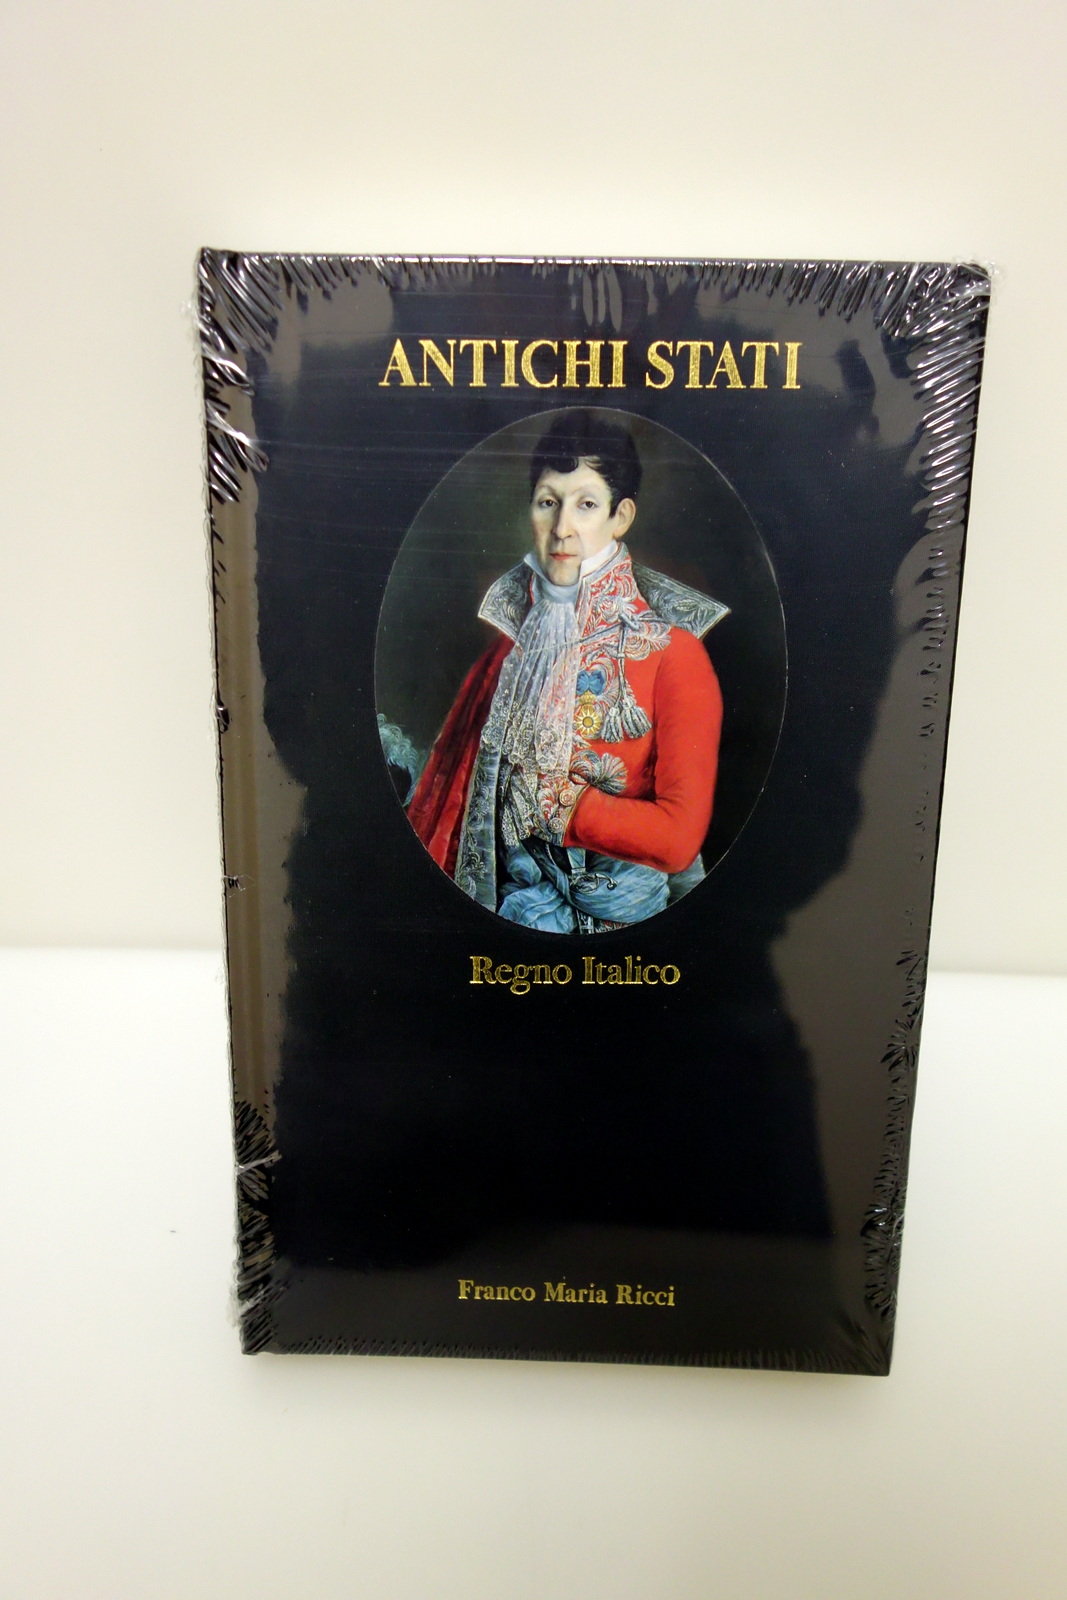 ANTICHI STATI
Regno Italico
Franco Maria Ricci